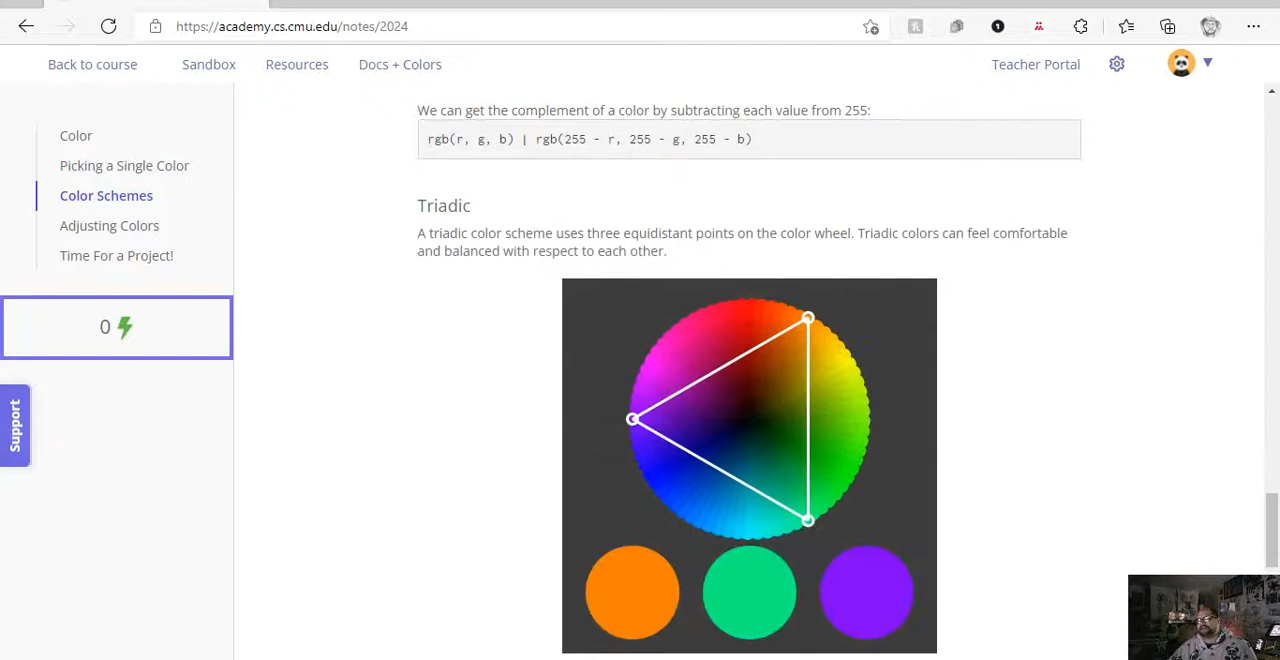 https://academy.cs.cmu.edu/notes/2024
Back to course
Sandbox
Resources
Docs + Colors
Teacher Portal
Color
Picking a Single Color
Color Schemes
Adjusting Colors
Time For a Project!
0
Support
We can get the complement of a color by subtracting each value from 255:
rgb(r, g, b) | rgb(255 - r, 255 - g, 255 - b)
Triadic
A triadic color scheme uses three equidistant points on the color wheel. Triadic colors can feel comfortable
and balanced with respect to each other.